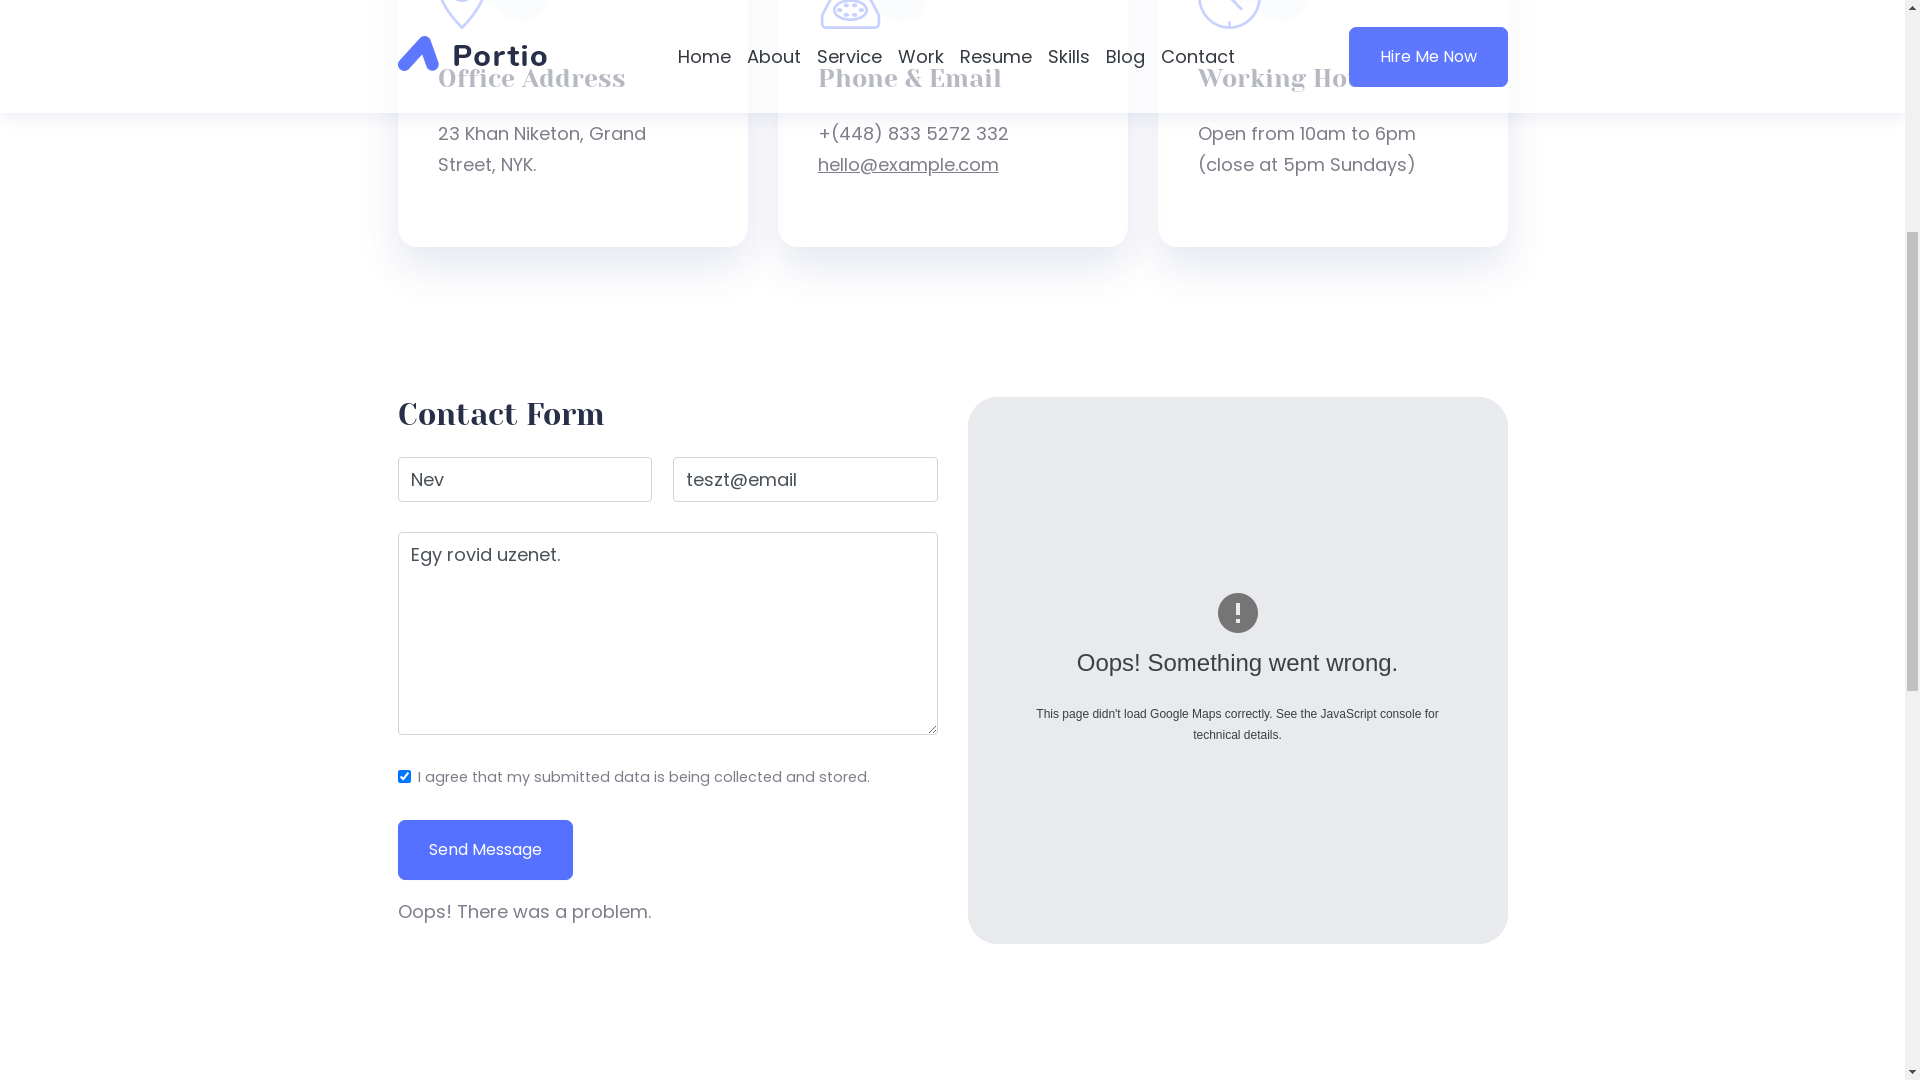 Portio
Home About Service Work Resume Skills Blog Contact
Hire Me Now
Office Address
23 Khan Niketon, Grand
Street, NYK.
Phone & Email
+(448) 833 5272 332
hello@example.com
Working Ho
Open from 10am to 6pm
(close at 5pm Sundays)
Contact Form
Nev
teszt@email
Egy rovid uzenet.
I agree that my submitted data is being collected and stored.
Send Message
Oops! There was a problem.
Oops! Something went wrong.
This page didn't load Google Maps correctly. See the JavaScript console for
technical details.